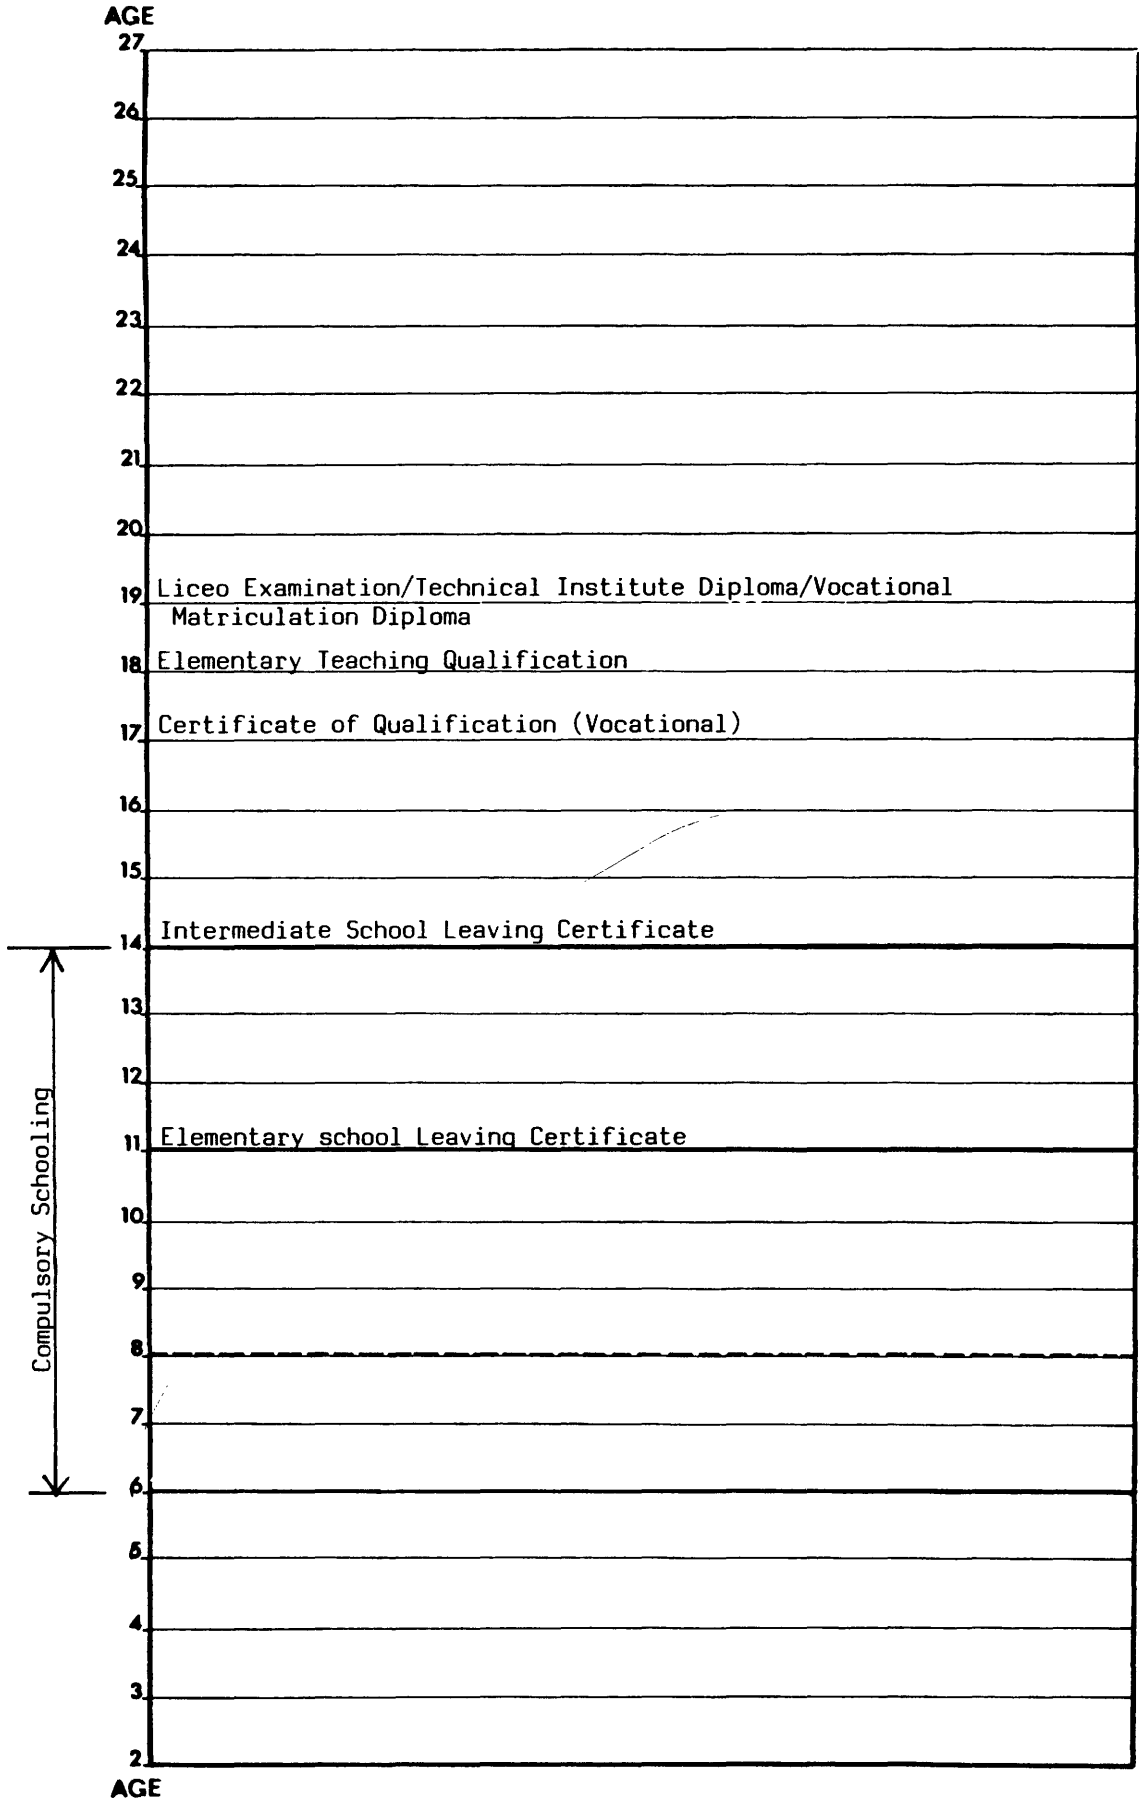 AGE
27
26
25
24
23
22
21
20
19 Liceo Examination/Technical Institute Diploma/Vocational
Matriculation Diploma
18 Elementary Teaching Qualification
17 Certificate of Qualification (Vocational)
16
15
14 Intermediate School Leaving Certificate
13
12
11 Elementary school Leaving Certificate
10
9
8
7
6
5
4
3
2
AGE
Compulsory Schooling